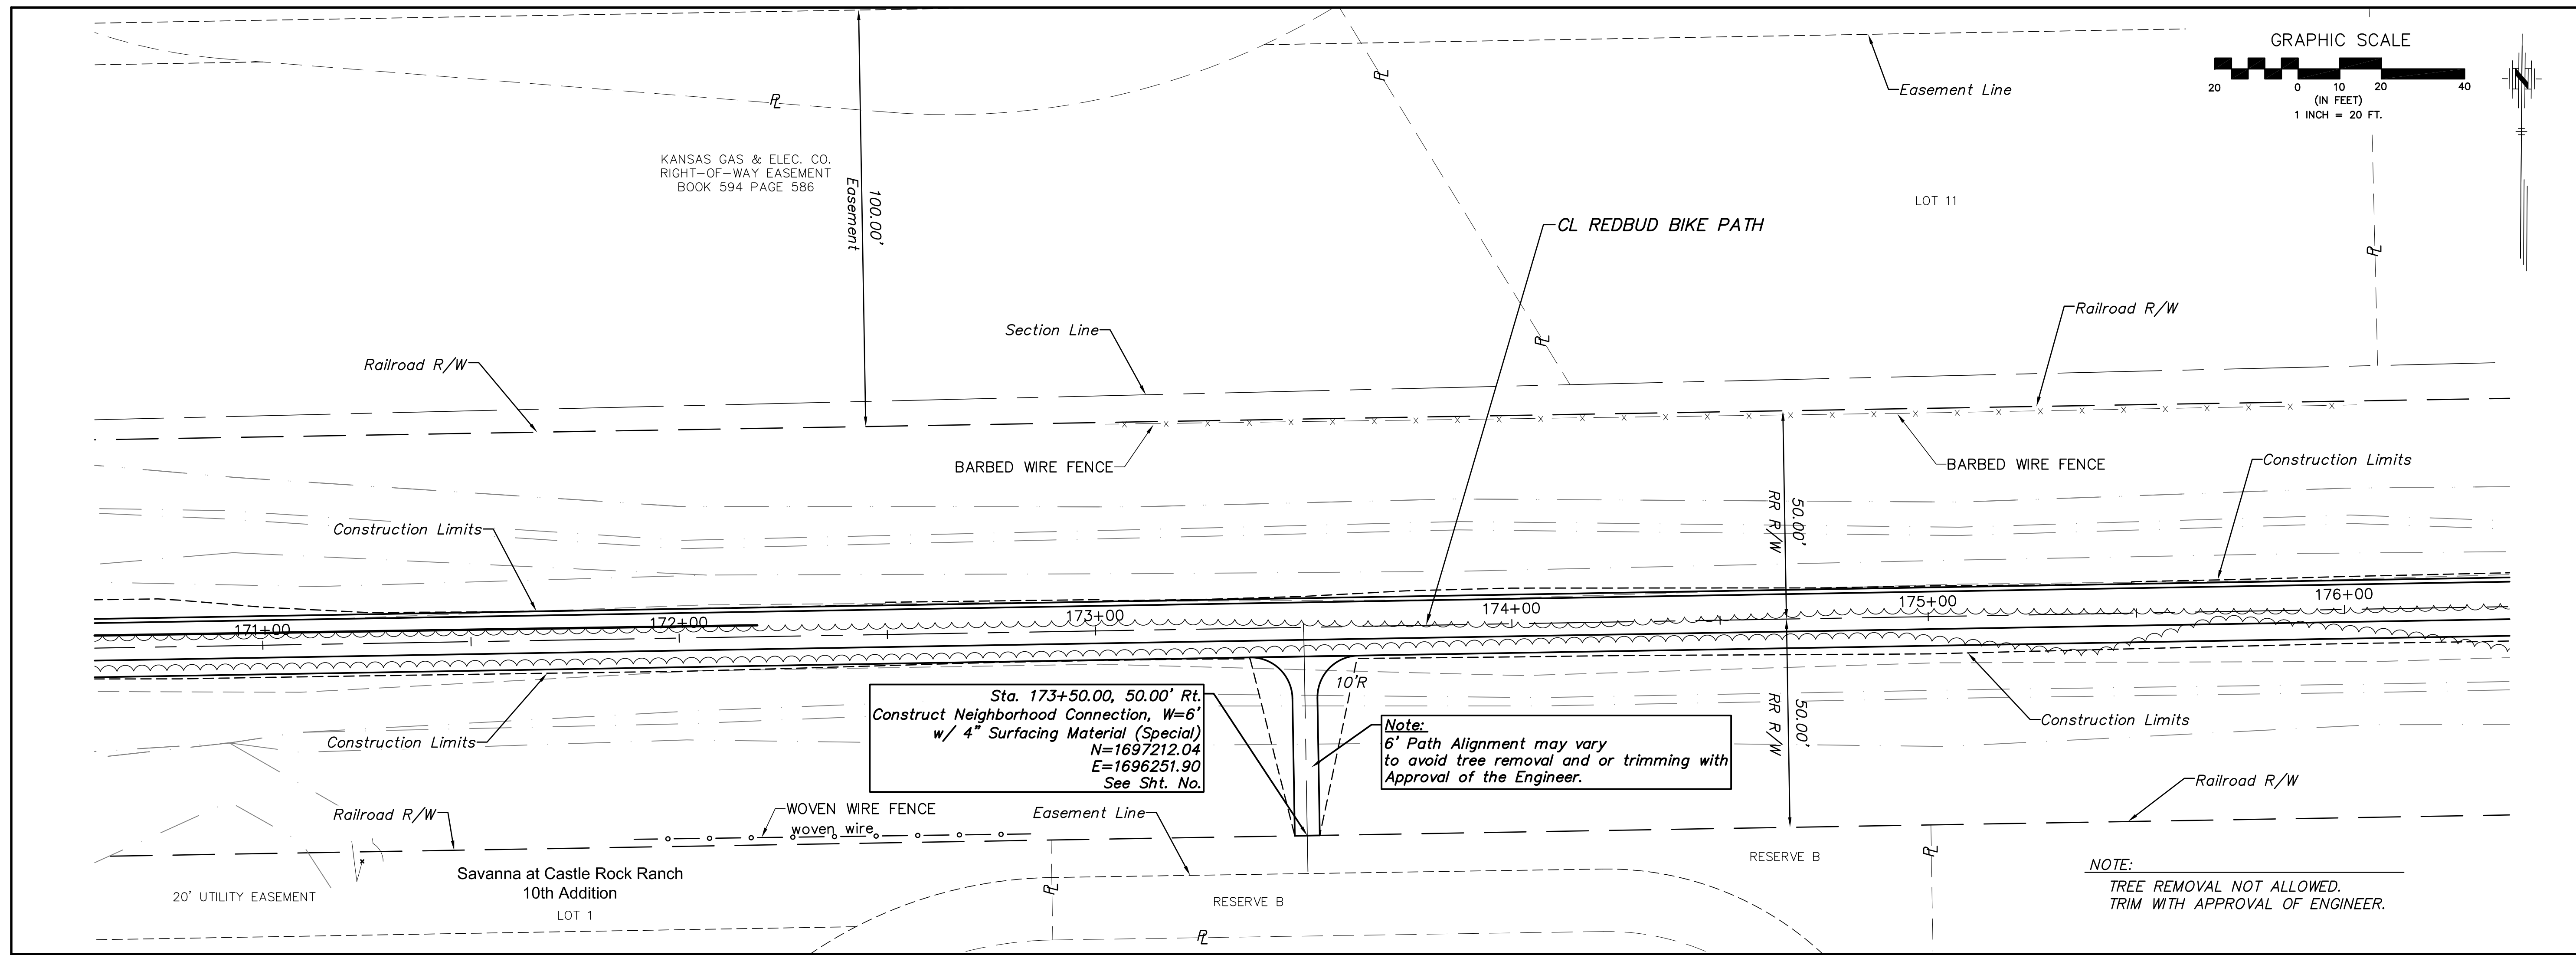 GRAPHIC SCALE
20 0 10 20 40
(IN FEET)
1 INCH = 20 FT.
N
Easement Line
℄
℄
KANSAS GAS & ELEC. CO.
RIGHT-OF-WAY EASEMENT
BOOK 594 PAGE 586
100.00'
Easement
LOT 11
CL REDBUD BIKE PATH
Section Line
Railroad R/W
Railroad R/W
BARBED WIRE FENCE
BARBED WIRE FENCE
Construction Limits
Construction Limits
50.00'
RR R/W
171+00 172+00 173+00 174+00 175+00 176+00
10'R
Sta. 173+50.00, 50.00' Rt.
Construct Neighborhood Connection, W=6'
w/ 4" Surfacing Material (Special)
N=1697212.04
E=1696251.90
See Sht. No.
Note:
6' Path Alignment may vary
to avoid tree removal and or trimming with
Approval of the Engineer.
50.00'
RR R/W
Construction Limits
Construction Limits
Railroad R/W
Railroad R/W
WOVEN WIRE FENCE
woven wire
Easement Line
Savanna at Castle Rock Ranch
10th Addition
LOT 1
20' UTILITY EASEMENT
RESERVE B
RESERVE B
NOTE:
TREE REMOVAL NOT ALLOWED.
TRIM WITH APPROVAL OF ENGINEER.